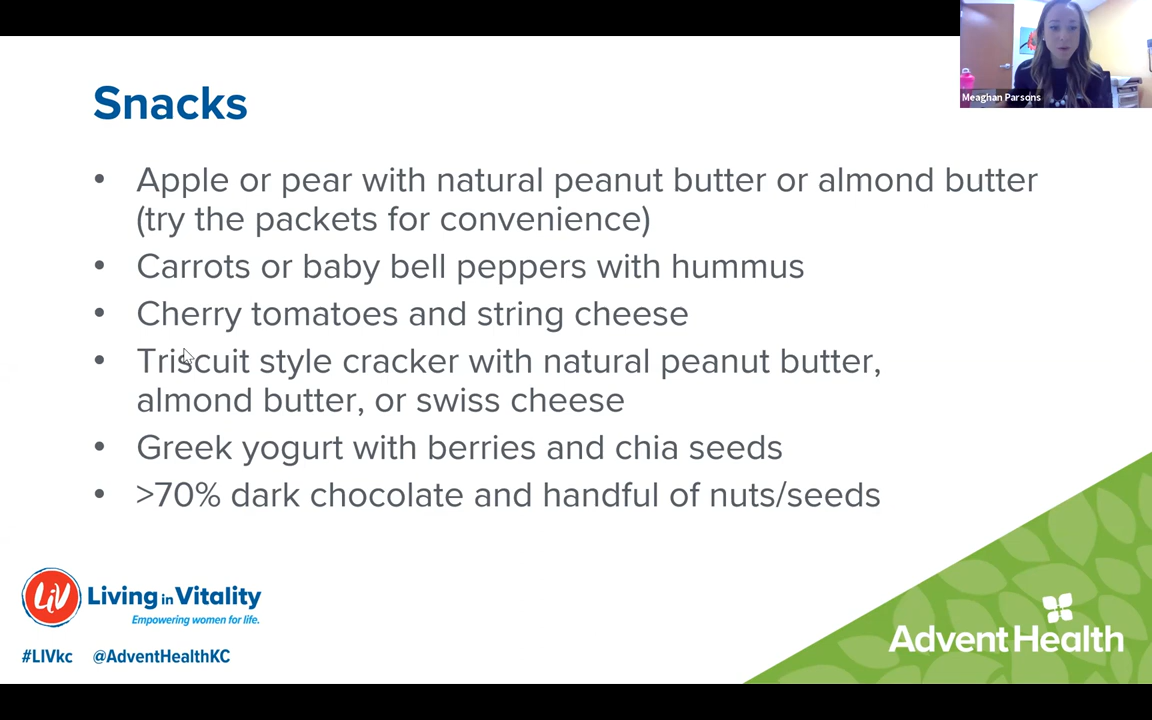 Meaghan Parsons
Snacks
• Apple or pear with natural peanut butter or almond butter
(try the packets for convenience)
• Carrots or baby bell peppers with hummus
• Cherry tomatoes and string cheese
• Triscuit style cracker with natural peanut butter,
almond butter, or swiss cheese
• Greek yogurt with berries and chia seeds
• >70% dark chocolate and handful of nuts/seeds
LiV
Living in Vitality
Empowering women for life.
#LIVkc @AdventHealthKC
Advent Health